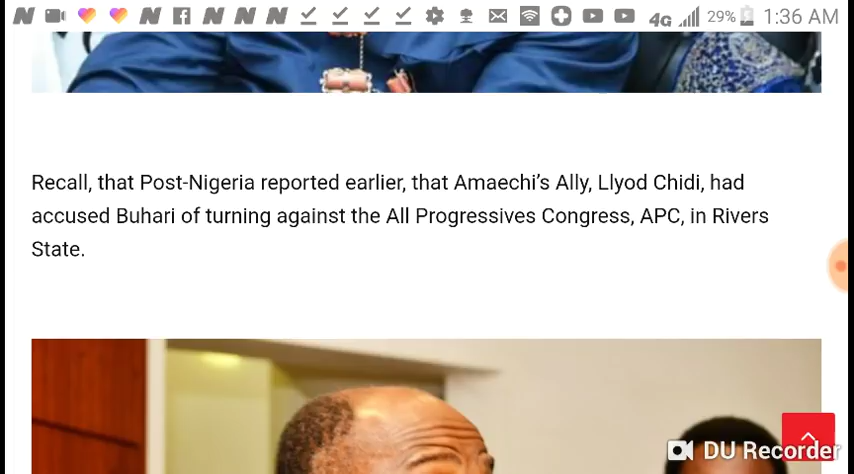 4G 29% 1:36 AM
Recall, that Post-Nigeria reported earlier, that Amaechi's Ally, Llyod Chidi, had
accused Buhari of turning against the All Progressives Congress, APC, in Rivers
State.
DU Recorder